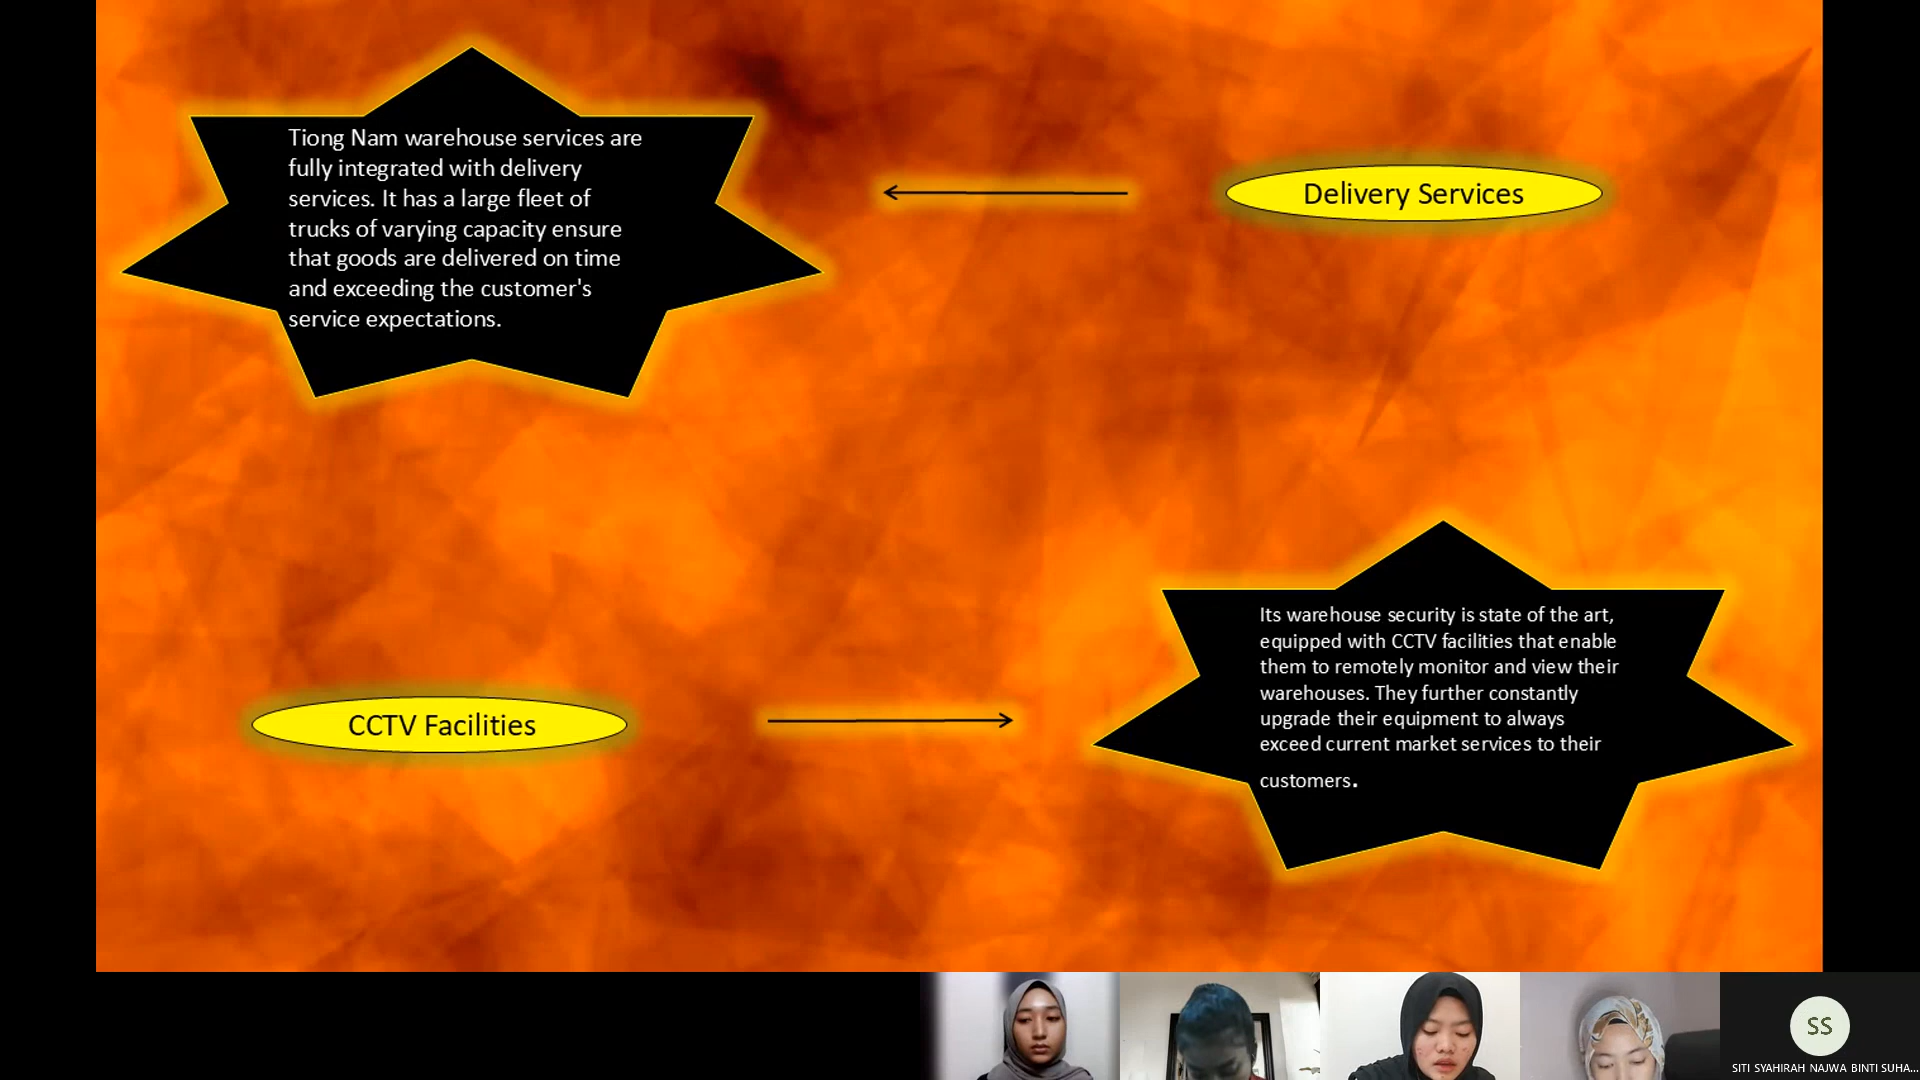 Tiong Nam warehouse services are
fully integrated with delivery
services. It has a large fleet of
trucks of varying capacity ensure
that goods are delivered on time
and exceeding the customer's
service expectations.
Delivery Services
CCTV Facilities
Its warehouse security is state of the art,
equipped with CCTV facilities that enable
them to remotely monitor and view their
warehouses. They further constantly
upgrade their equipment to always
exceed current market services to their
customers.
SS
SITI SYAHIRAH NAJWA BINTI SUHA...